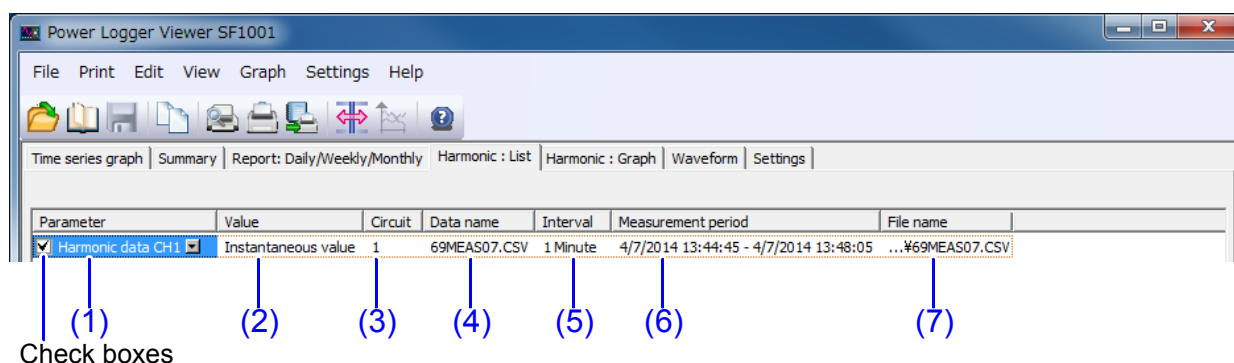 Power Logger Viewer SF1001
File Print Edit View Graph Settings Help
Time series graph Summary Report: Daily/Weekly/Monthly Harmonic : List Harmonic : Graph Waveform Settings
Parameter Value Circuit Data name Interval Measurement period File name
Harmonic data CH1 Instantaneous value 1 69MEAS07.CSV 1 Minute 4/7/2014 13:44:45 - 4/7/2014 13:48:05 ...¥69MEAS07.CSV
(1) (2) (3) (4) (5) (6) (7)
Check boxes